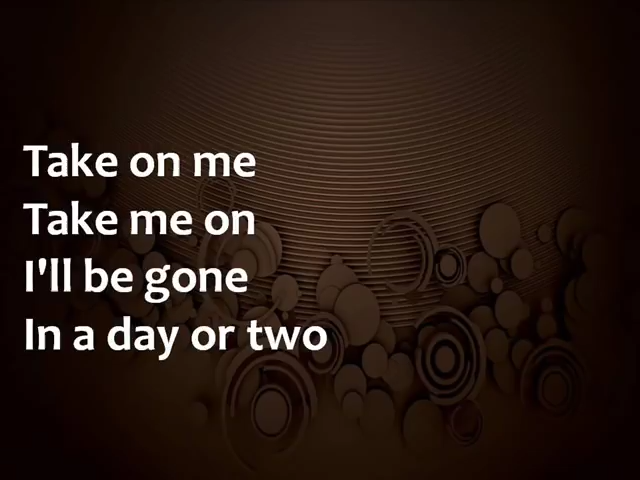 Take on me
Take me on
I'll be gone
In a day or two